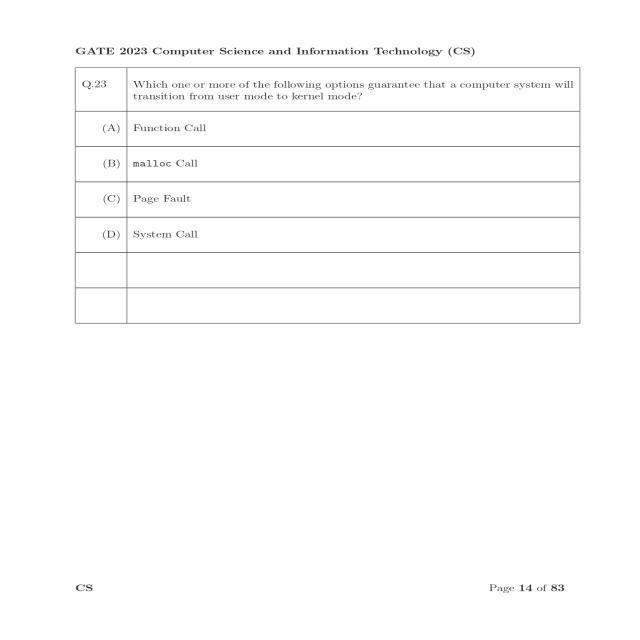 GATE 2023 Computer Science and Information Technology (CS)
Q.23 Which one or more of the following options guarantee that a computer system will
transition from user mode to kernel mode?
(A) Function Call
(B) malloc Call
(C) Page Fault
(D) System Call
CS Page 14 of 83